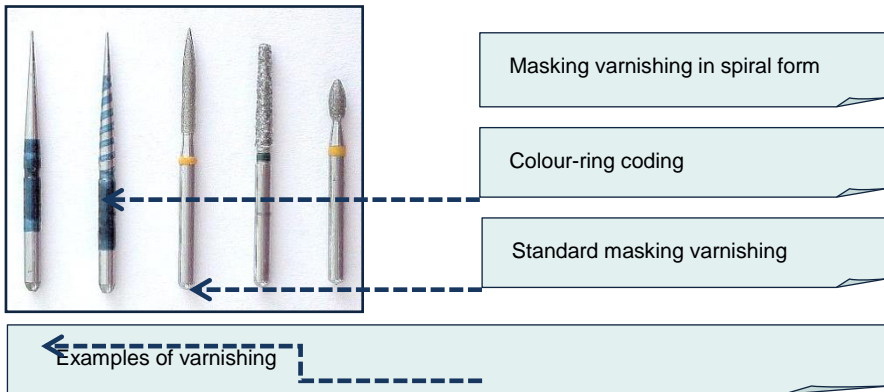 Masking varnishing in spiral form
Colour-ring coding
Standard masking varnishing
Examples of varnishing